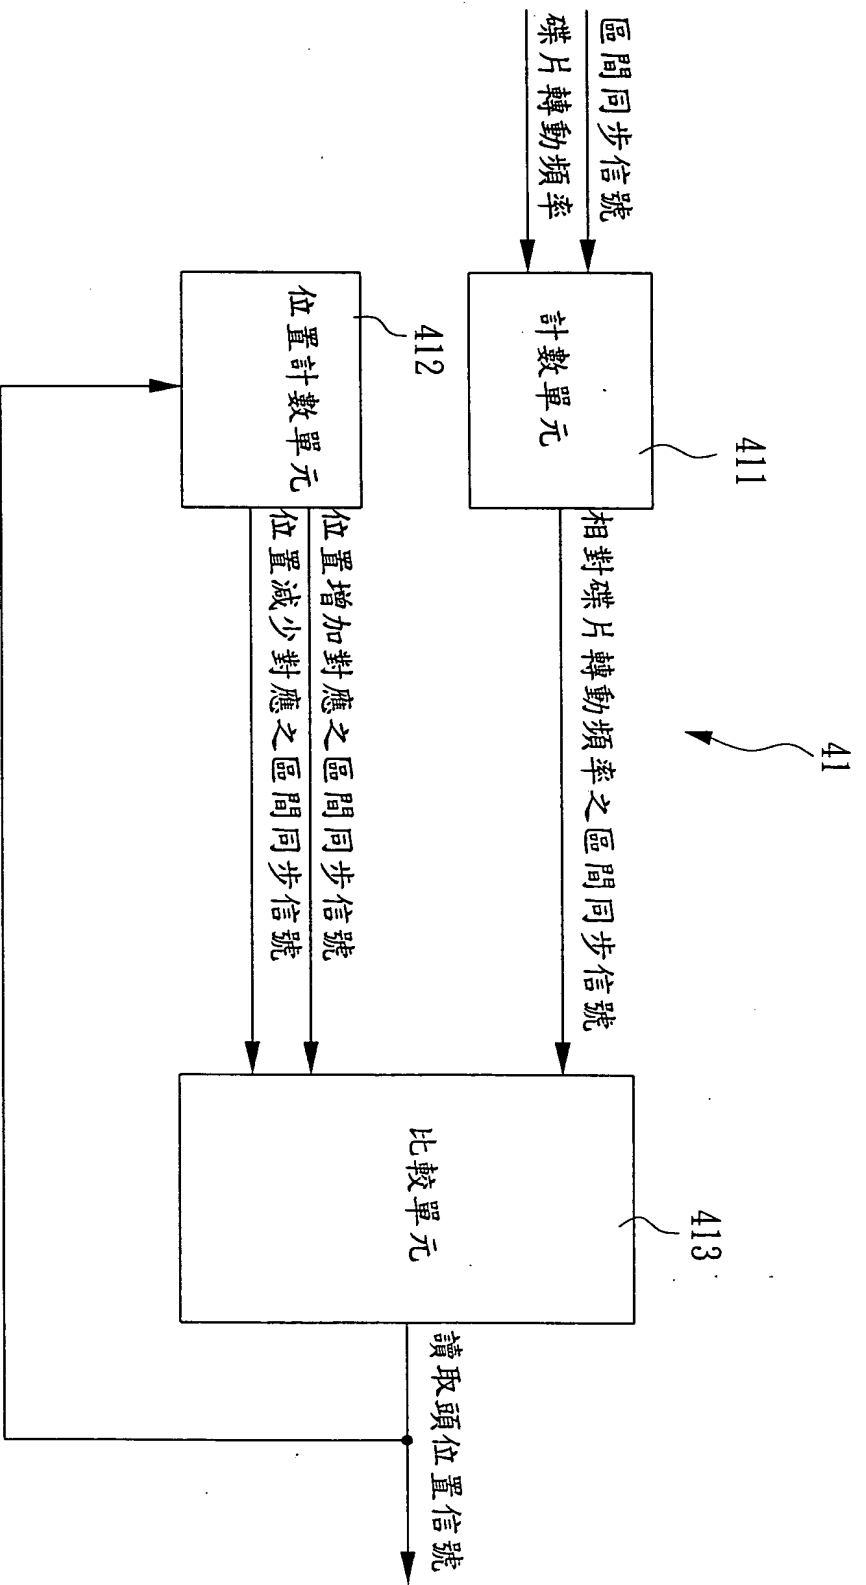 41
411
區間同步信號
碟片轉動頻率
計數單元
相對碟片轉動頻率之區間同步信號
413
412
位置計數單元
位置增加對應之區間同步信號
位置減少對應之區間同步信號
比較單元
讀取頭位置信號